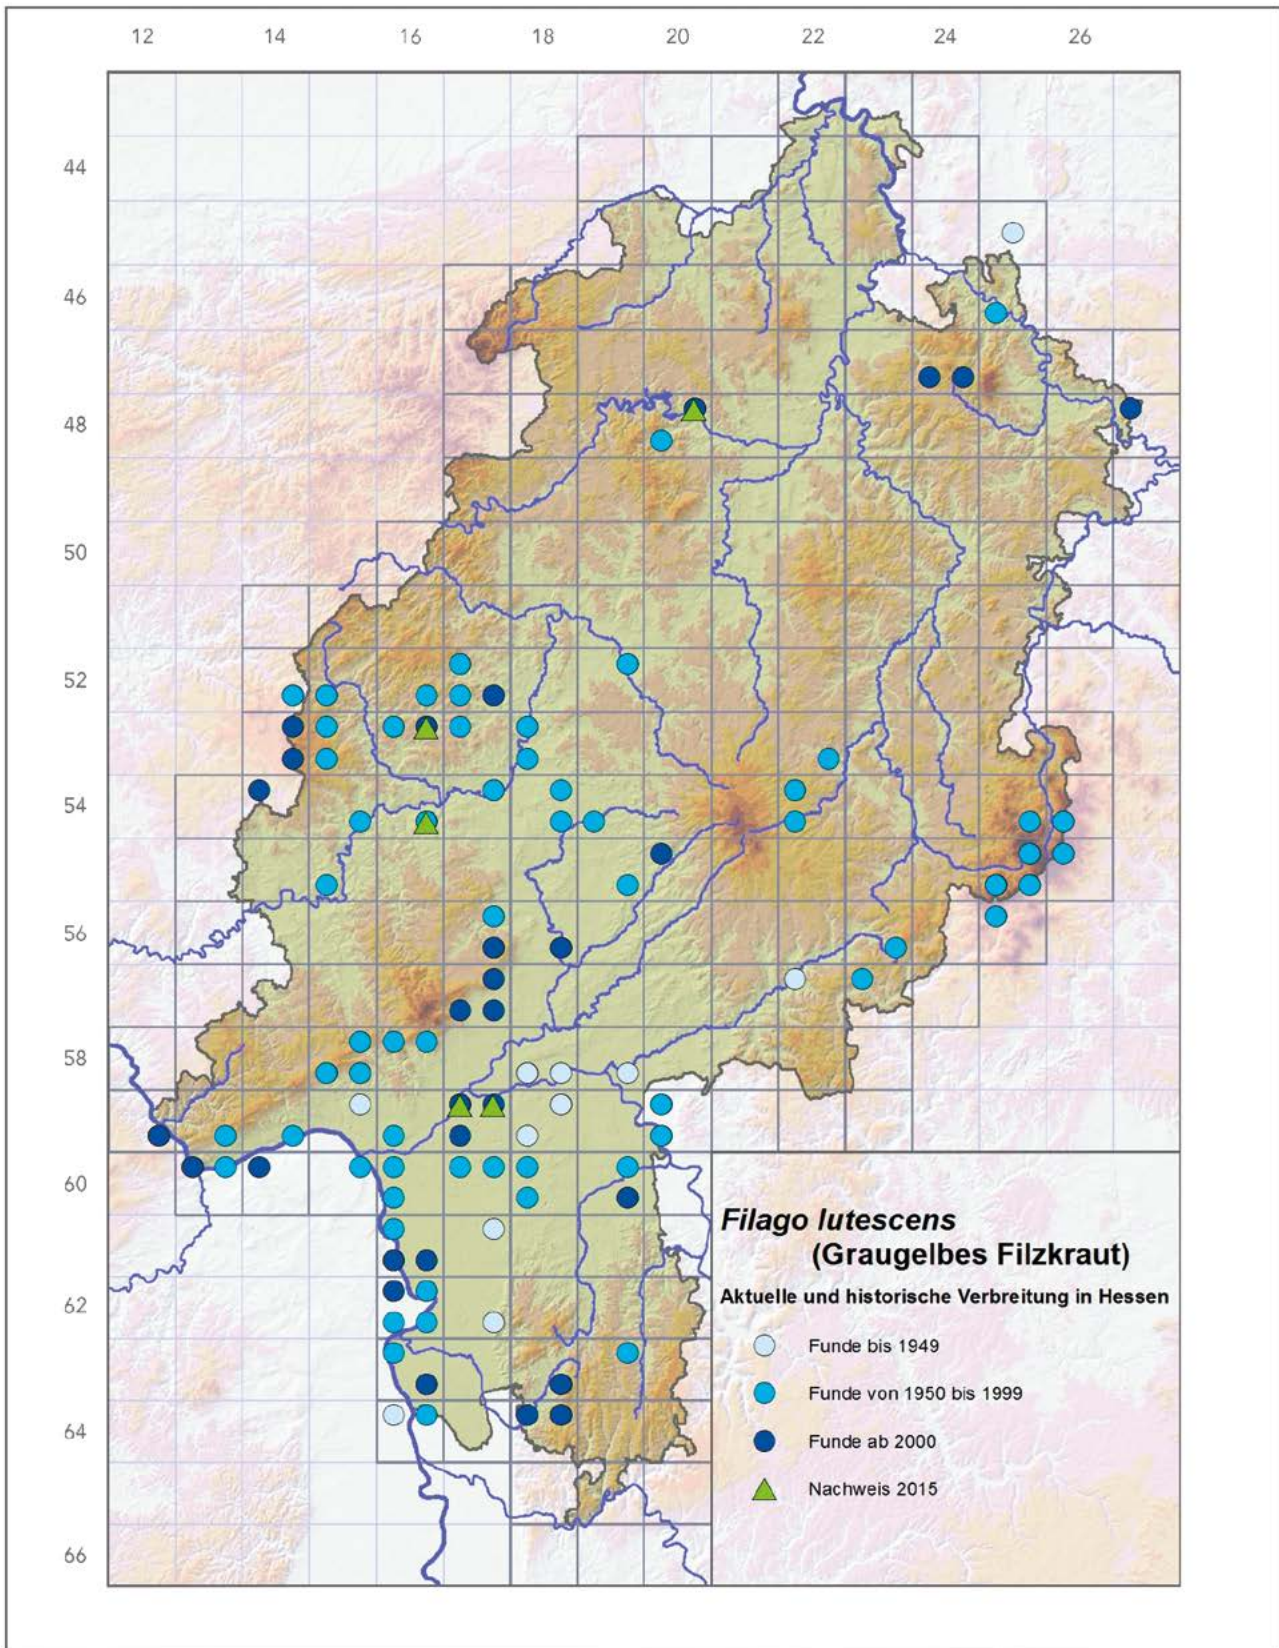 12 14 16 18 20 22 24 26
44
46
48
50
52
54
56
58
60
62
64
66
Filago lutescens
(Graugelbes Filzkraut)
Aktuelle und historische Verbreitung in Hessen
Funde bis 1949
Funde von 1950 bis 1999
Funde ab 2000
Nachweis 2015